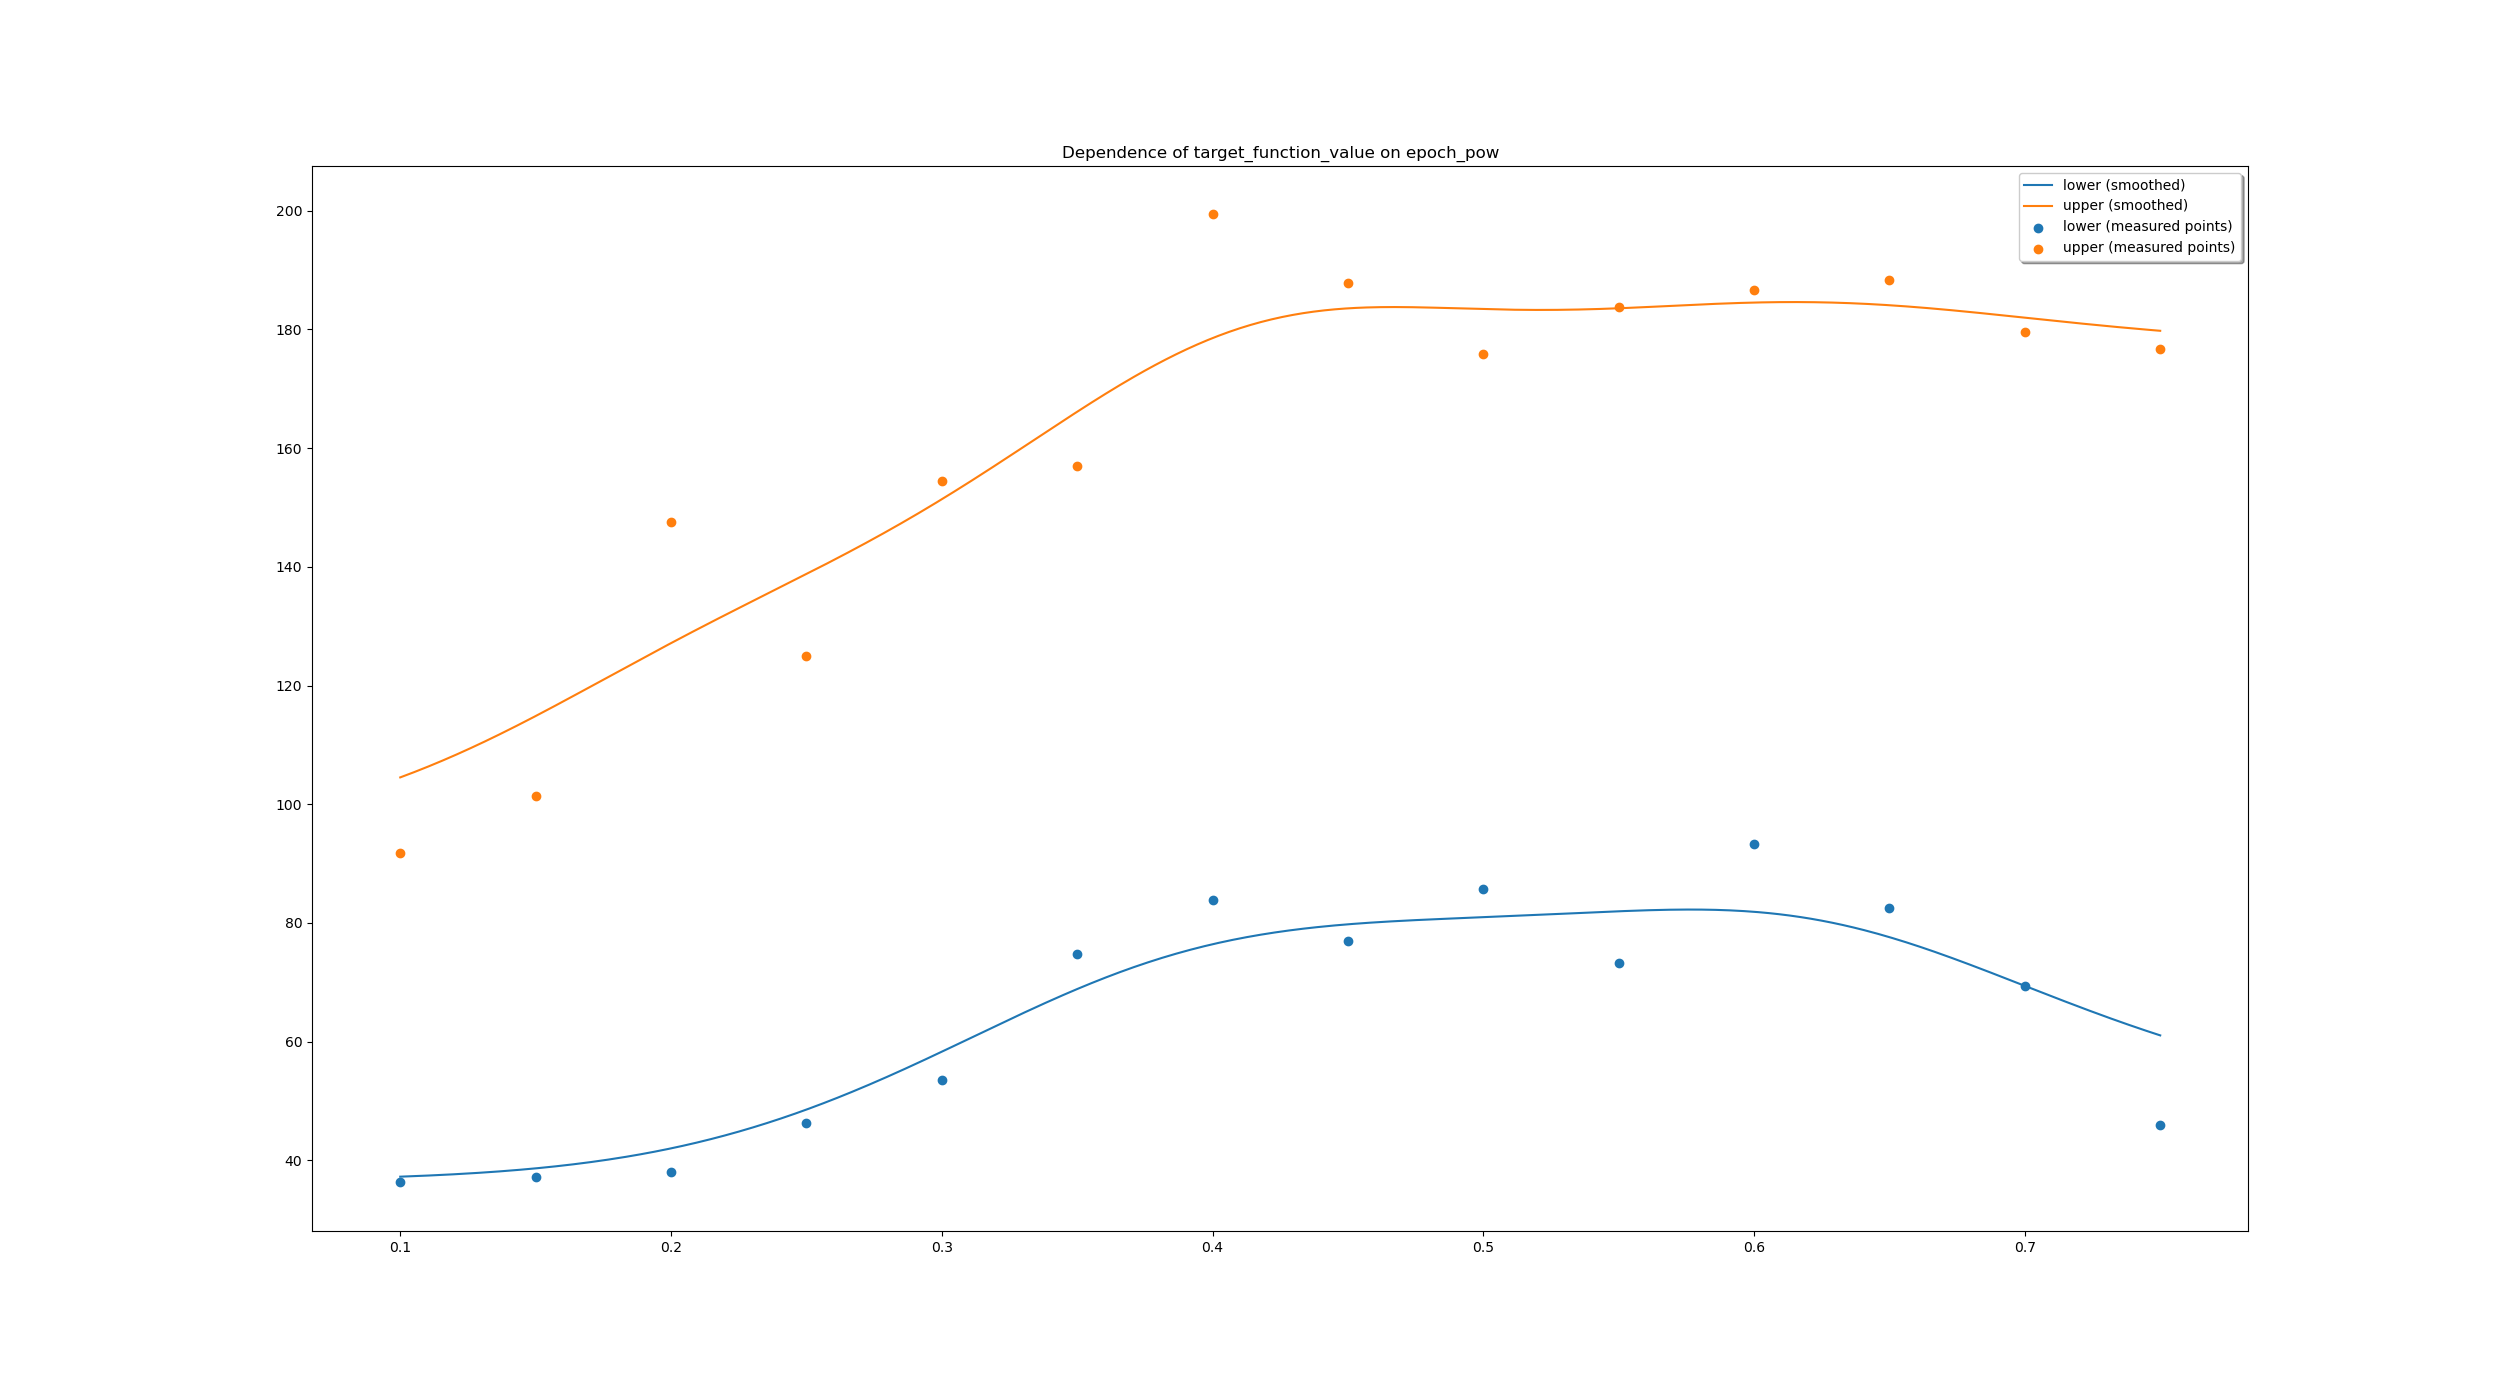 Dependence of target_function_value on epoch_pow
lower (smoothed)
upper (smoothed)
lower (measured points)
upper (measured points)
200
180
160
140
120
100
80
60
40
0.1 0.2 0.3 0.4 0.5 0.6 0.7